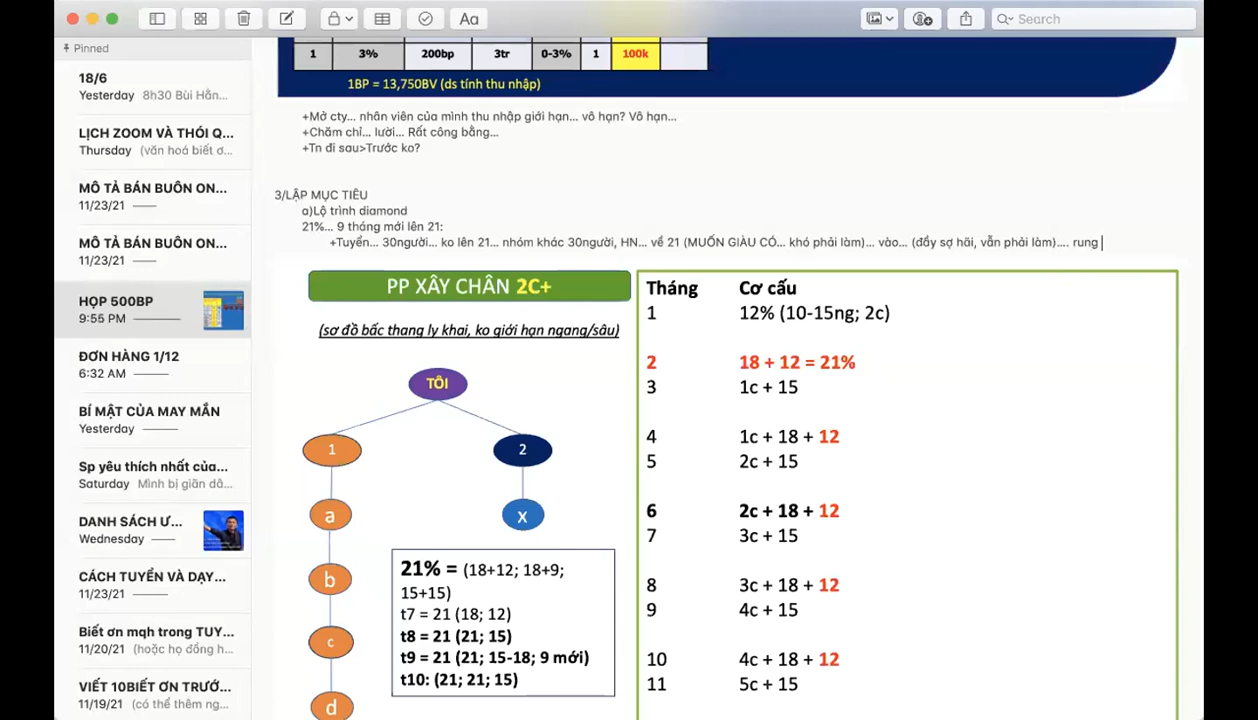 Aa
Search
Pinned
18/6
Yesterday 8h30 Bùi Hằn...
LỊCH ZOOM VÀ THÓI Q...
Thursday (văn hoá biết ơ...
MÔ TẢ BÁN BUÔN ON...
11/23/21
MÔ TẢ BÁN BUÔN ON...
11/23/21
HỌP 500BP
9:55 PM
ĐƠN HÀNG 1/12
6:32 AM
BÍ MẬT CỦA MAY MẮN
Yesterday
Sp yêu thích nhất của...
Saturday Mình bị giãn dâ...
DANH SÁCH Ư...
Wednesday
CÁCH TUYỂN VÀ DẠY...
11/23/21
Biết ơn mqh trong TUY...
11/20/21 (hoặc họ đồng h...
VIẾT 10BIẾT ƠN TRƯỚ...
11/19/21 (có thể thêm ng...
1 3% 200bp 3tr 0-3% 1 100k
1BP = 13,750BV (ds tính thu nhập)
+Mở cty... nhân viên của mình thu nhập giới hạn... vô hạn? Vô hạn...
+Chăm chỉ... lười... Rất công bằng...
+Tn đi sau>Trước ko?
3/LẬP MỤC TIÊU
a)Lộ trình diamond
21%... 9 tháng mới lên 21:
+Tuyển... 30người... ko lên 21... nhóm khác 30người, HN... về 21 (MUỐN GIÀU CÓ... khó phải làm)... vào... (đầy sợ hãi, vẫn phải làm).... rung
PP XÂY CHÂN 2C+
(sơ đồ bấc thang ly khai, ko giới hạn ngang/sâu)
TÔI
1 2
a x
b
c
d
21% = (18+12; 18+9;
15+15)
t7 = 21 (18; 12)
t8 = 21 (21; 15)
t9 = 21 (21; 15-18; 9 mới)
t10: (21; 21; 15)
Tháng Cơ cấu
1 12% (10-15ng; 2c)
2 18 + 12 = 21%
3 1c + 15
4 1c + 18 + 12
5 2c + 15
6 2c + 18 + 12
7 3c + 15
8 3c + 18 + 12
9 4c + 15
10 4c + 18 + 12
11 5c + 15